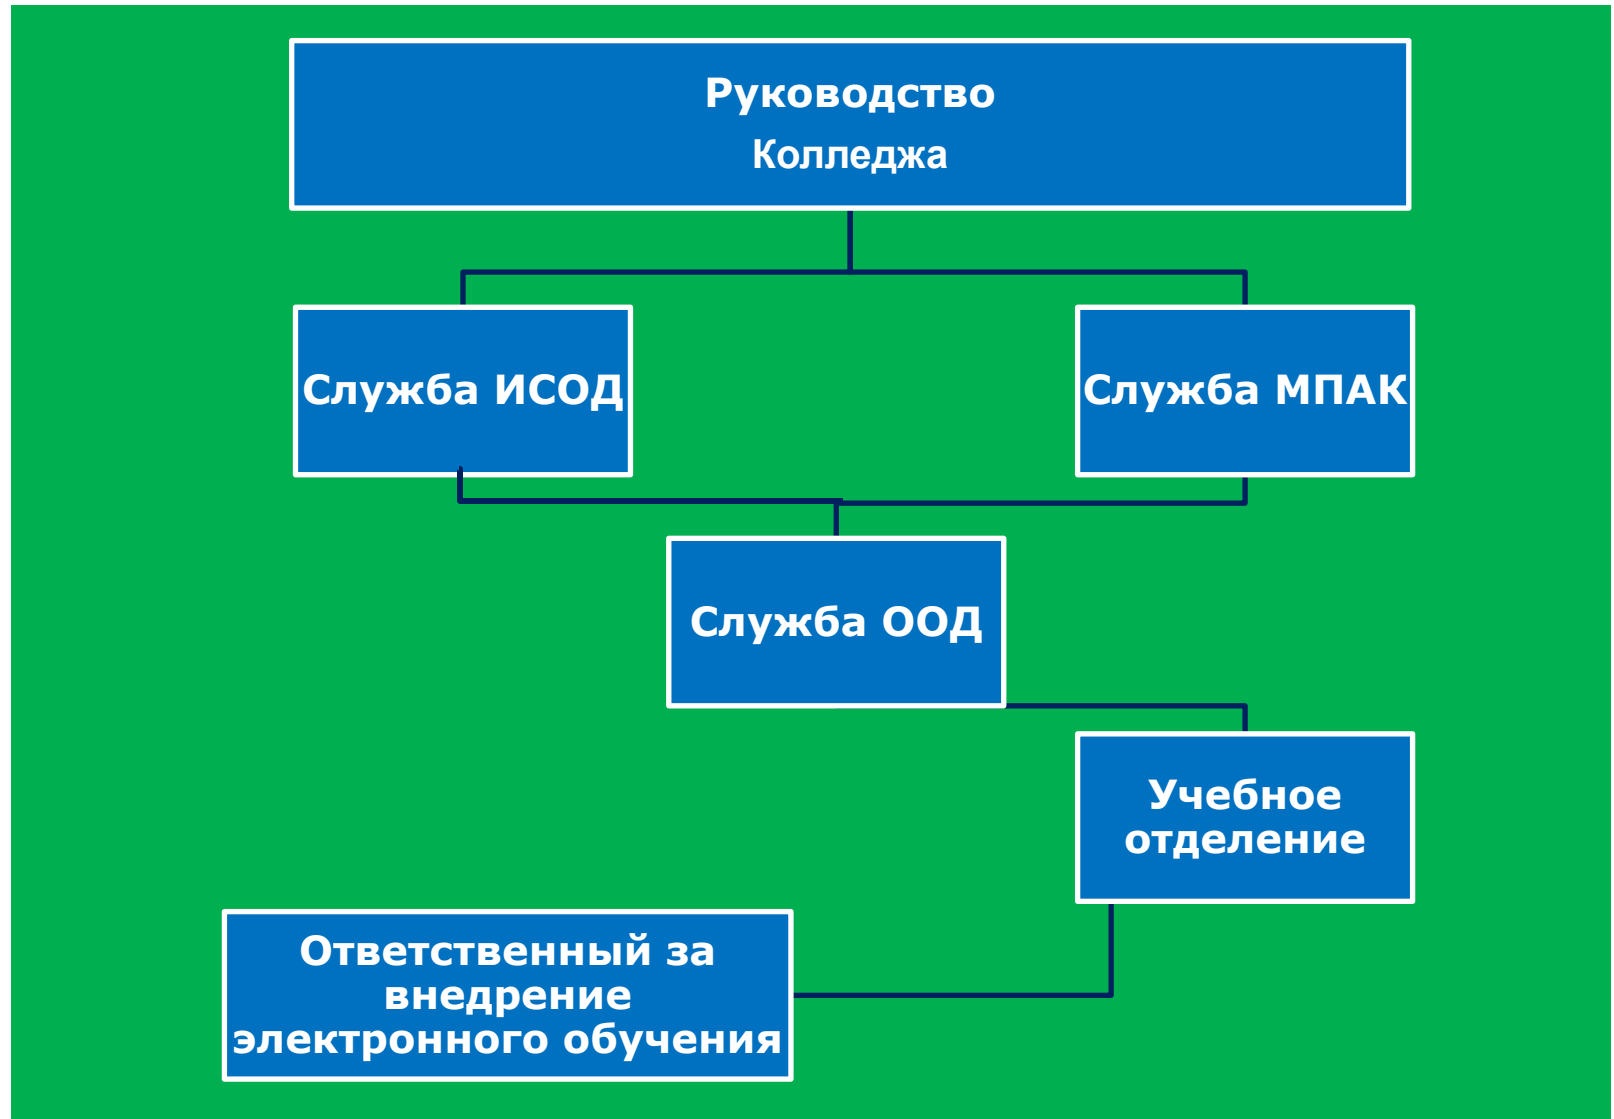 Руководство
Колледжа
Служба ИСОД
Служба МПАК
Служба ООД
Учебное
отделение
Ответственный за
внедрение
электронного обучения